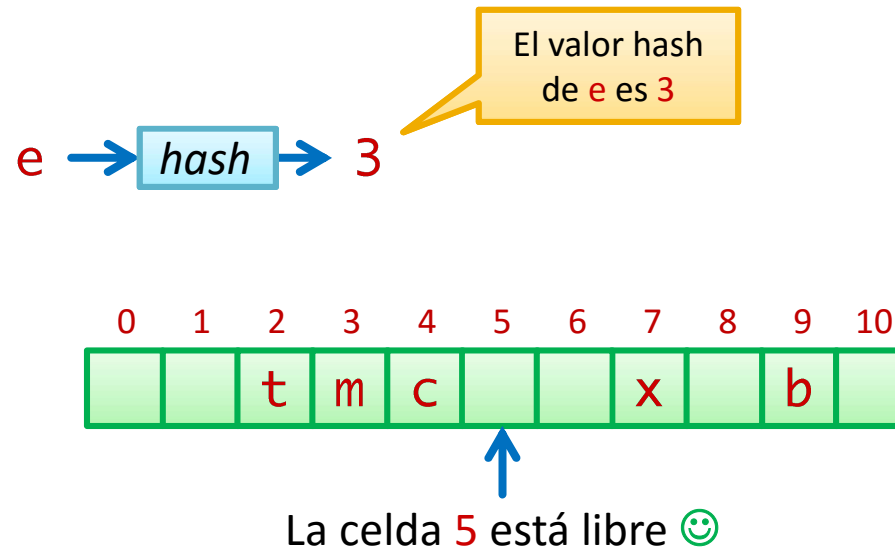 El valor hash
de e es 3
e hash 3
0 1 2 3 4 5 6 7 8 9 10
t m c x b
La celda 5 está libre